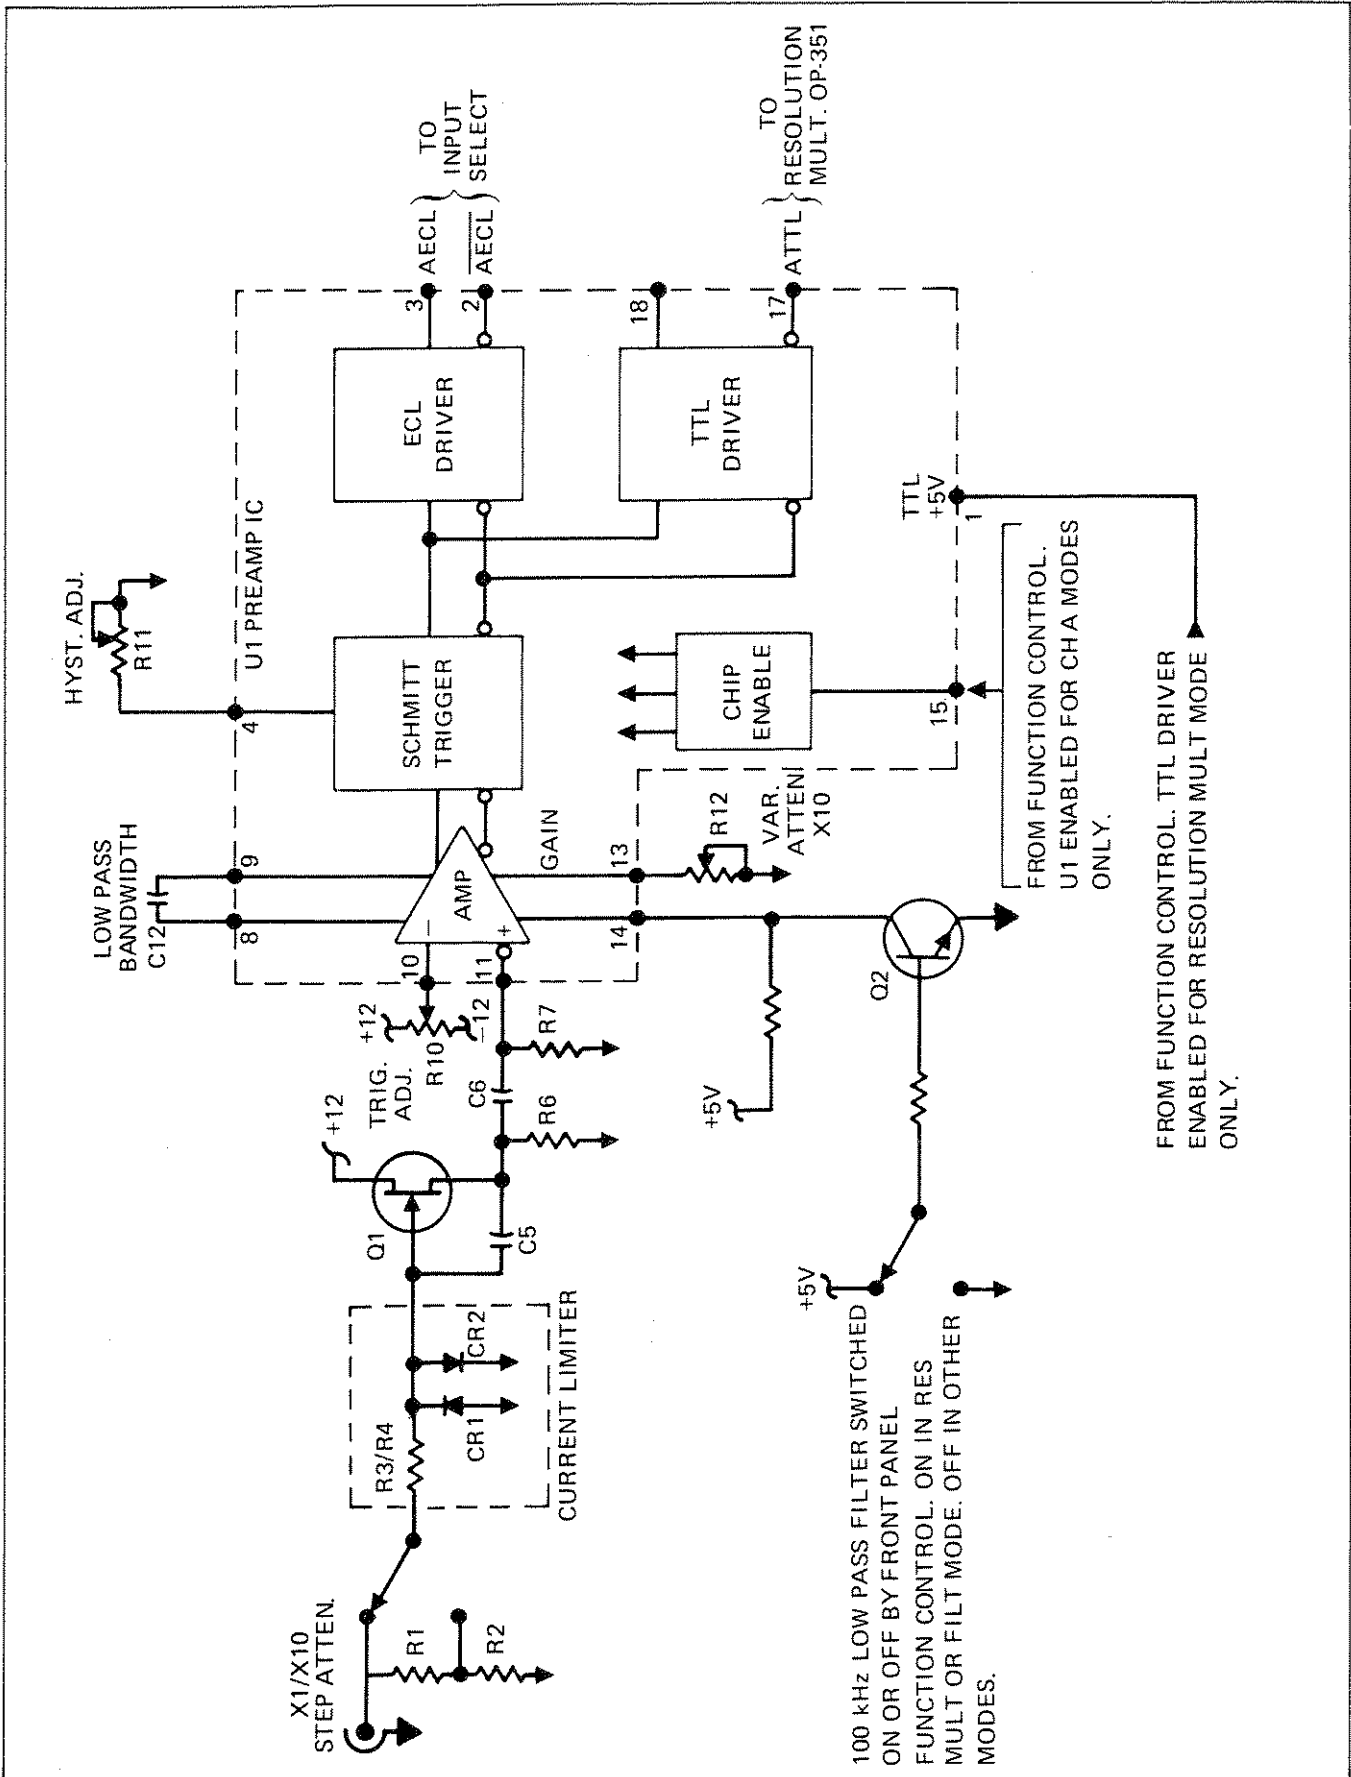 X1/X10
STEP ATTEN.
R1
R2
R3/R4
CR1
CR2
CURRENT LIMITER
Q1
C5
+12
TRIG.
ADJ.
R10
+12
-12
C6
R6
R7
LOW PASS
BANDWIDTH
C12
8
9
10
11
-
+
AMP
GAIN
14
13
R12
VAR.
ATTEN
X10
HYST. ADJ.
R11
4
U1 PREAMP IC
SCHMITT
TRIGGER
ECL
DRIVER
TTL
DRIVER
CHIP
ENABLE
3
2
18
17
AECL
AECL
TO
INPUT
SELECT
ATTL
TO
RESOLUTION
MULT. OP-351
TTL
+5V
1
15
FROM FUNCTION CONTROL.
U1 ENABLED FOR CH A MODES
ONLY.
+5V
Q2
+5V
100 kHz LOW PASS FILTER SWITCHED
ON OR OFF BY FRONT PANEL
FUNCTION CONTROL. ON IN RES
MULT OR FILT MODE. OFF IN OTHER
MODES.
FROM FUNCTION CONTROL. TTL DRIVER
ENABLED FOR RESOLUTION MULT MODE
ONLY.